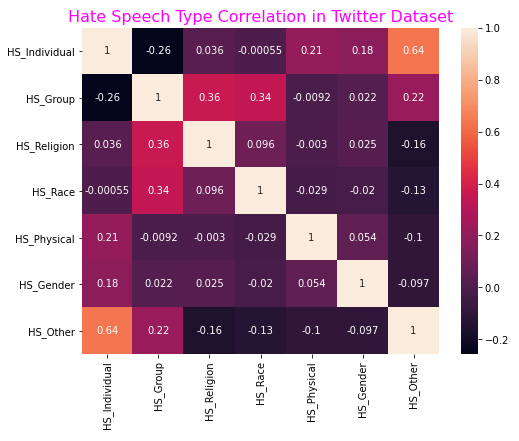 Hate Speech Type Correlation in Twitter Dataset
HS_Individual 1 -0.26 0.036 -0.00055 0.21 0.18 0.64
HS_Group -0.26 1 0.36 0.34 -0.0092 0.022 0.22
HS_Religion 0.036 0.36 1 0.096 -0.003 0.025 -0.16
HS_Race -0.00055 0.34 0.096 1 -0.029 -0.02 -0.13
HS_Physical 0.21 -0.0092 -0.003 -0.029 1 0.054 -0.1
HS_Gender 0.18 0.022 0.025 -0.02 0.054 1 -0.097
HS_Other 0.64 0.22 -0.16 -0.13 -0.1 -0.097 1
HS_Individual HS_Group HS_Religion HS_Race HS_Physical HS_Gender HS_Other
1.0
0.8
0.6
0.4
0.2
0.0
−0.2